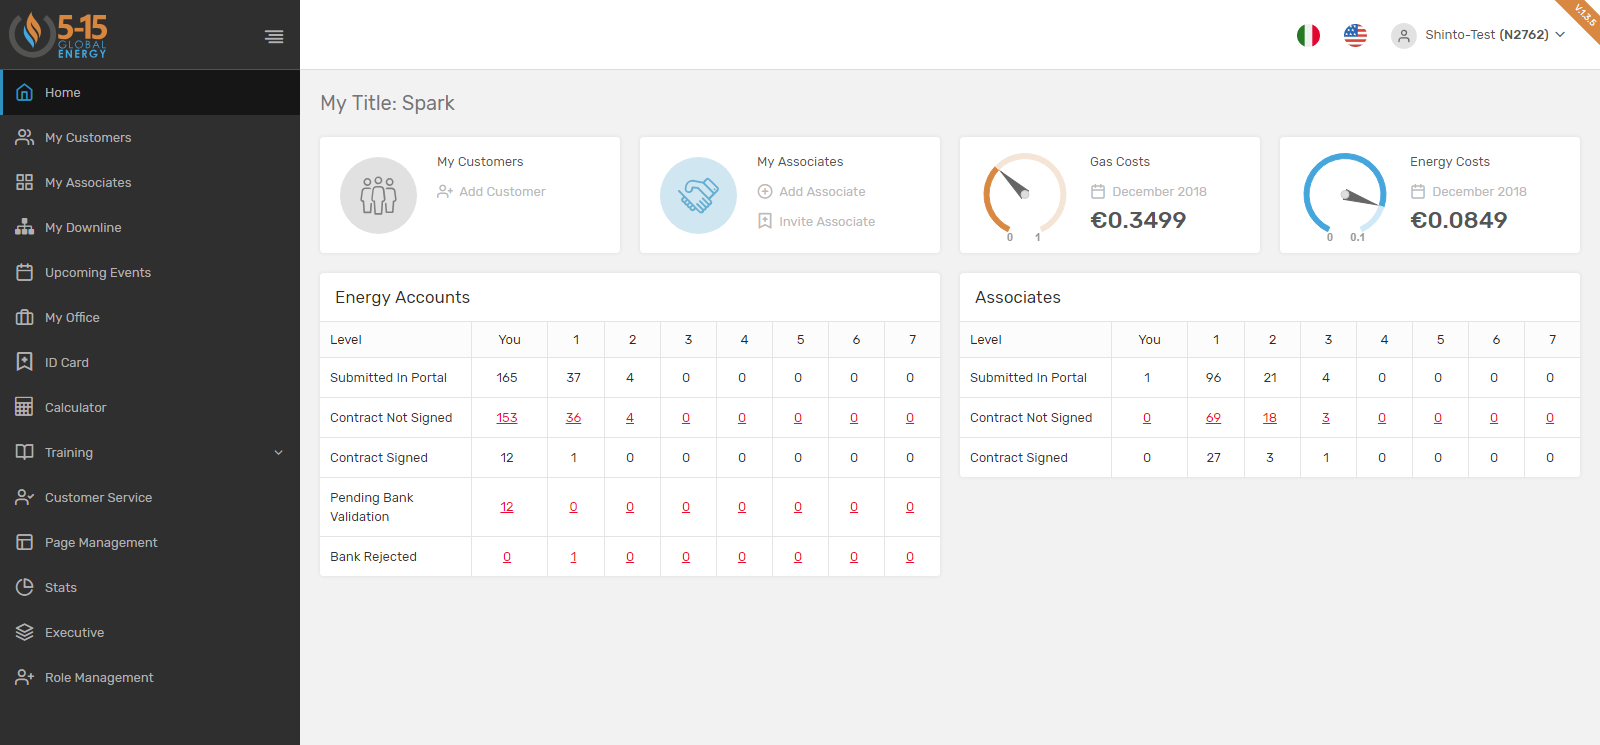 5-15
GLOBAL
ENERGY
Shinto-Test (N2762)
V.1.3.5
Home
My Customers
My Associates
My Downline
Upcoming Events
My Office
ID Card
Calculator
Training
Customer Service
Page Management
Stats
Executive
Role Management
My Title: Spark
My Customers
Add Customer
My Associates
Add Associate
Invite Associate
0 1
Gas Costs
December 2018
€0.3499
0 0.1
Energy Costs
December 2018
€0.0849
Energy Accounts
Level You 1 2 3 4 5 6 7
Submitted In Portal 165 37 4 0 0 0 0 0
Contract Not Signed 153 36 4 0 0 0 0 0
Contract Signed 12 1 0 0 0 0 0 0
Pending Bank
Validation 12 0 0 0 0 0 0 0
Bank Rejected 0 1 0 0 0 0 0 0
Associates
Level You 1 2 3 4 5 6 7
Submitted In Portal 1 96 21 4 0 0 0 0
Contract Not Signed 0 69 18 3 0 0 0 0
Contract Signed 0 27 3 1 0 0 0 0